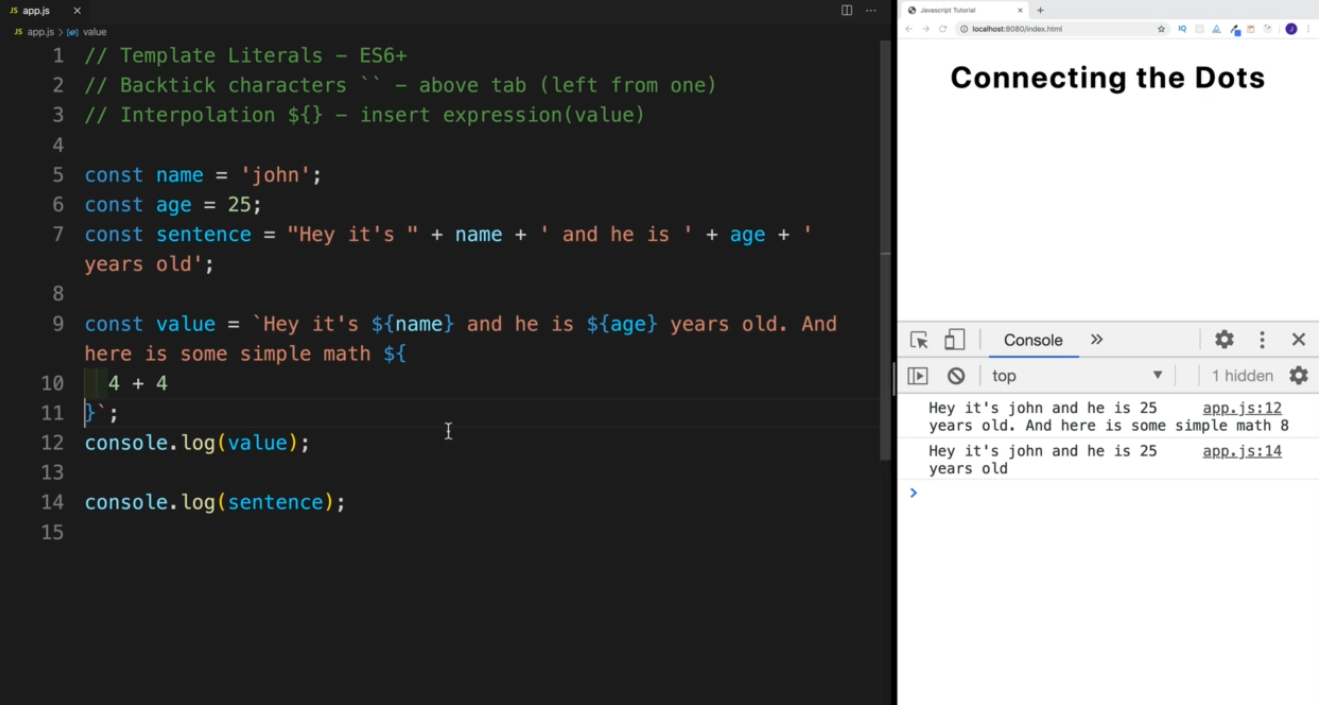 JS app.js
JS app.js > value
1 // Template Literals - ES6+
2 // Backtick characters `` - above tab (left from one)
3 // Interpolation ${} - insert expression(value)
4
5 const name = 'john';
6 const age = 25;
7 const sentence = "Hey it's " + name + ' and he is ' + age + '
years old';
8
9 const value = `Hey it's ${name} and he is ${age} years old. And
here is some simple math ${
10 4 + 4
11 }`;
12 console.log(value);
13
14 console.log(sentence);
15
Javascript Tutorial
localhost:8080/index.html
IQ
J
Connecting the Dots
Console
top
1 hidden
Hey it's john and he is 25 app.js:12
years old. And here is some simple math 8
Hey it's john and he is 25 app.js:14
years old